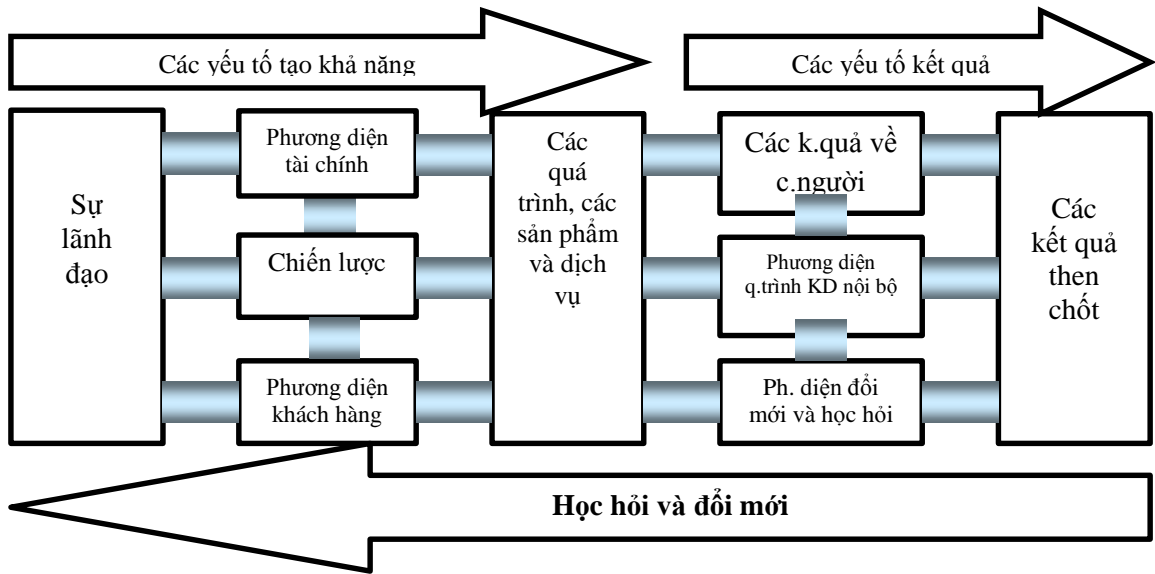 Các yếu tố tạo khả năng
Các yếu tố kết quả
Sự
lãnh
đạo
Phương diện
tài chính
Chiến lược
Phương diện
khách hàng
Các
quá
trình, các
sản phẩm
và dịch
vụ
Các k.quả về
c.người
Phương diện
q.trình KD nội bộ
Ph. diện đổi
mới và học hỏi
Các
kết quả
then
chốt
Học hỏi và đổi mới